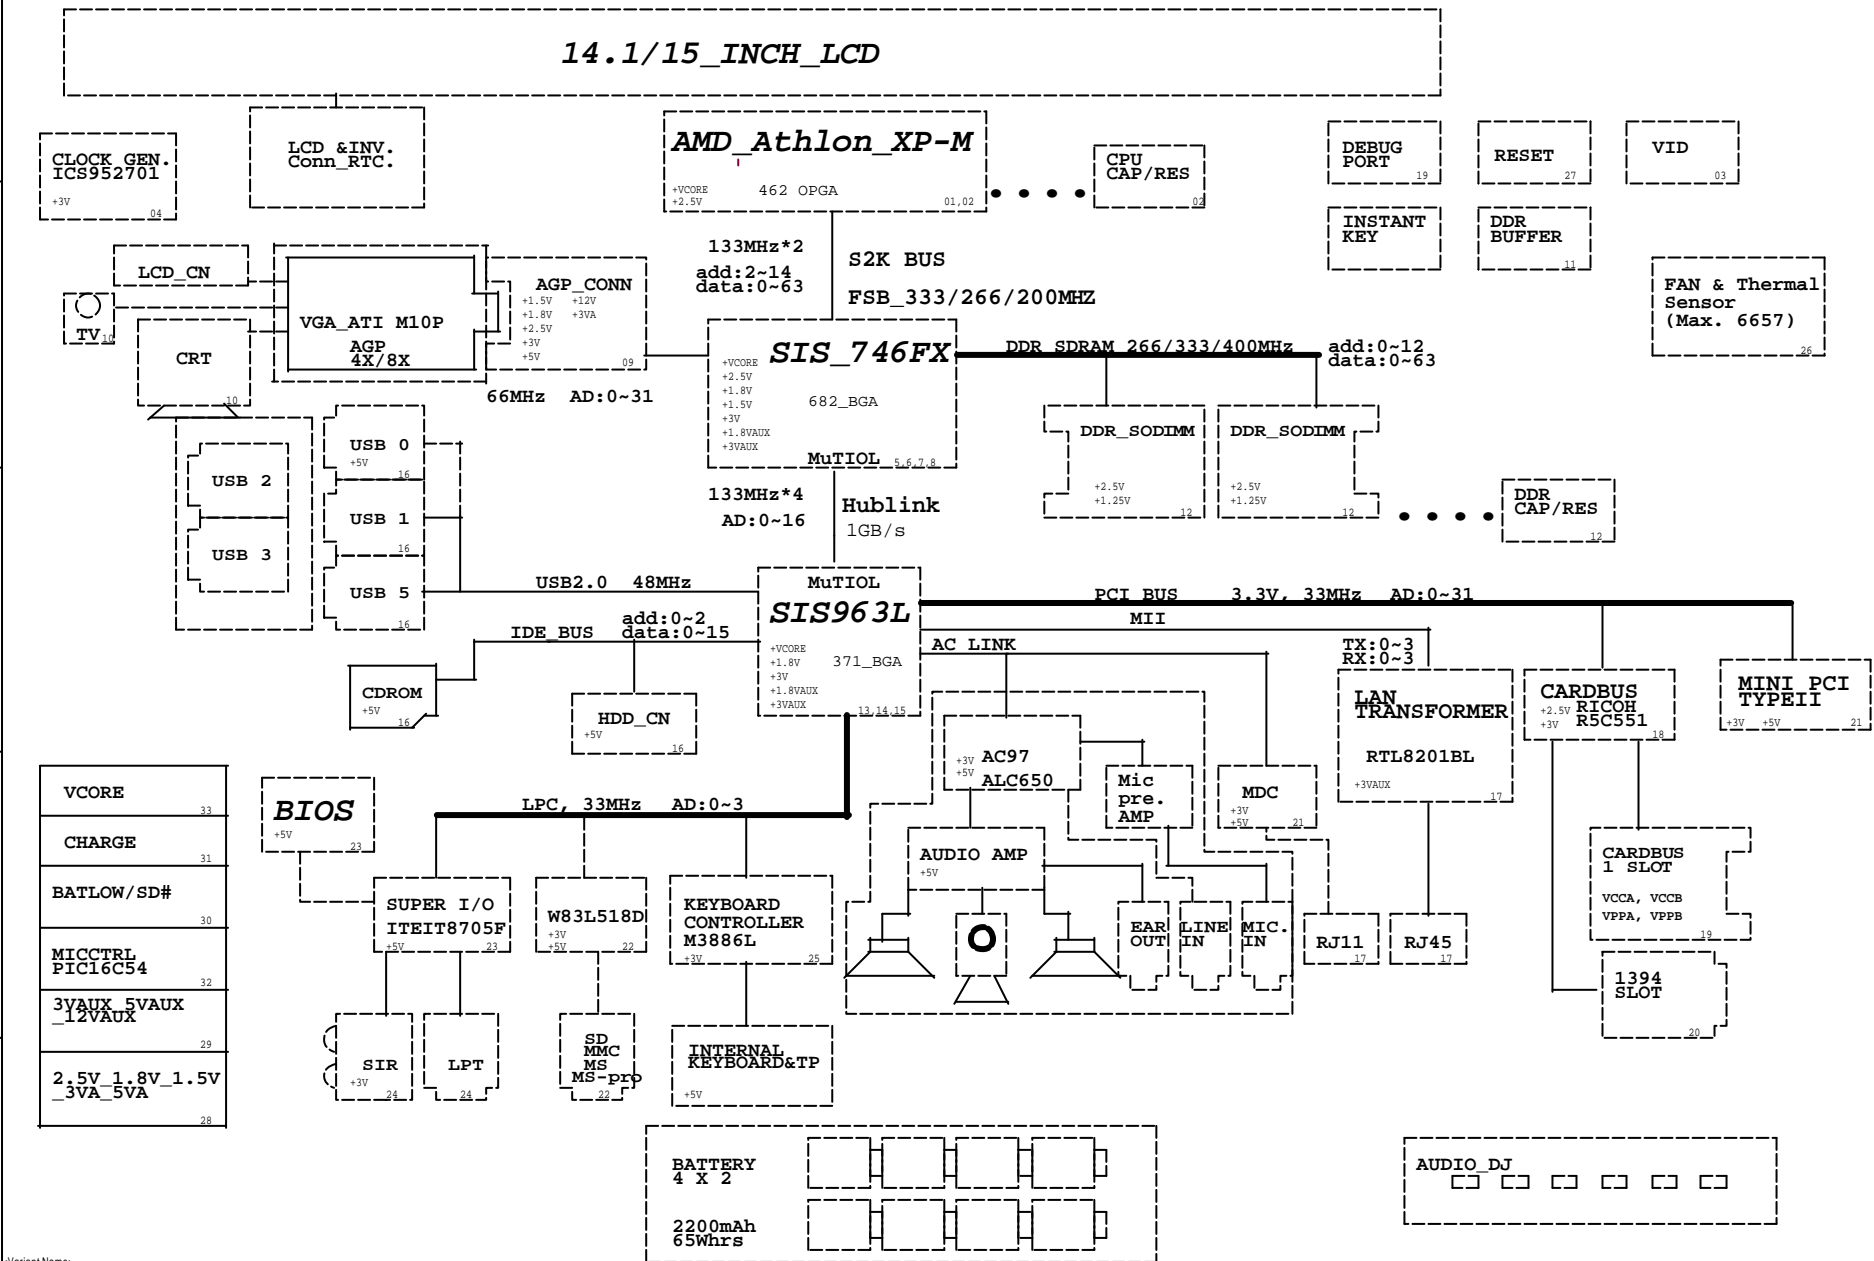 14.1/15_INCH_LCD
CLOCK GEN.
ICS952701
+3V
04
LCD &INV.
Conn_RTC.
AMD_Athlon_XP-M
+VCORE
+2.5V
462 OPGA
01,02
CPU
CAP/RES
02
DEBUG
PORT
19
RESET
27
VID
03
INSTANT
KEY
DDR
BUFFER
11
FAN & Thermal
Sensor
(Max. 6657)
26
133MHz*2
add:2~14
data:0~63
S2K BUS
FSB_333/266/200MHZ
LCD_CN
TV
10
CRT
10
VGA_ATI M10P
AGP
4X/8X
AGP_CONN
+1.5V +12V
+1.8V +3VA
+2.5V
+3V
+5V
09
66MHz AD:0~31
SIS_746FX
+VCORE
+2.5V
+1.8V
+1.5V
+3V
+1.8VAUX
+3VAUX
682_BGA
MuTIOL
5,6,7,8
DDR SDRAM 266/333/400MHz
add:0~12
data:0~63
DDR_SODIMM
+2.5V
+1.25V
12
DDR_SODIMM
+2.5V
+1.25V
12
DDR
CAP/RES
12
USB 2
USB 3
USB 0
+5V
16
USB 1
16
USB 5
16
133MHz*4
AD:0~16
Hublink
1GB/s
USB2.0 48MHz
MuTIOL
SIS963L
+VCORE
+1.8V
+3V
+1.8VAUX
+3VAUX
371_BGA
13,14,15
IDE_BUS
add:0~2
data:0~15
CDROM
+5V
16
HDD_CN
+5V
16
PCI BUS 3.3V, 33MHz AD:0~31
MII
AC LINK
TX:0~3
RX:0~3
LAN
TRANSFORMER
RTL8201BL
+3VAUX
17
CARDBUS
+2.5V RICOH
+3V R5C551
18
MINI PCI
TYPEII
+3V +5V
21
VCORE
33
CHARGE
31
BATLOW/SD#
30
MICCTRL
PIC16C54
32
3VAUX_5VAUX
_12VAUX
29
2.5V_1.8V_1.5V
_3VA_5VA
28
BIOS
+5V
23
LPC, 33MHz AD:0~3
SUPER I/O
ITEIT8705F
+5V
23
W83L518D
+3V
+5V
22
KEYBOARD
CONTROLLER
M3886L
+3V
25
+3V AC97
+5V ALC650
Mic
pre.
AMP
MDC
+3V
+5V
21
AUDIO AMP
+5V
EAR
OUT
LINE
IN
MIC.
IN
RJ11
17
RJ45
17
CARDBUS
1 SLOT
VCCA, VCCB
VPPA, VPPB
19
1394
SLOT
20
SIR
+3V
24
LPT
24
SD
MMC
MS
MS-pro
22
INTERNAL
KEYBOARD&TP
+5V
BATTERY
4 X 2
2200mAh
65Whrs
AUDIO_DJ